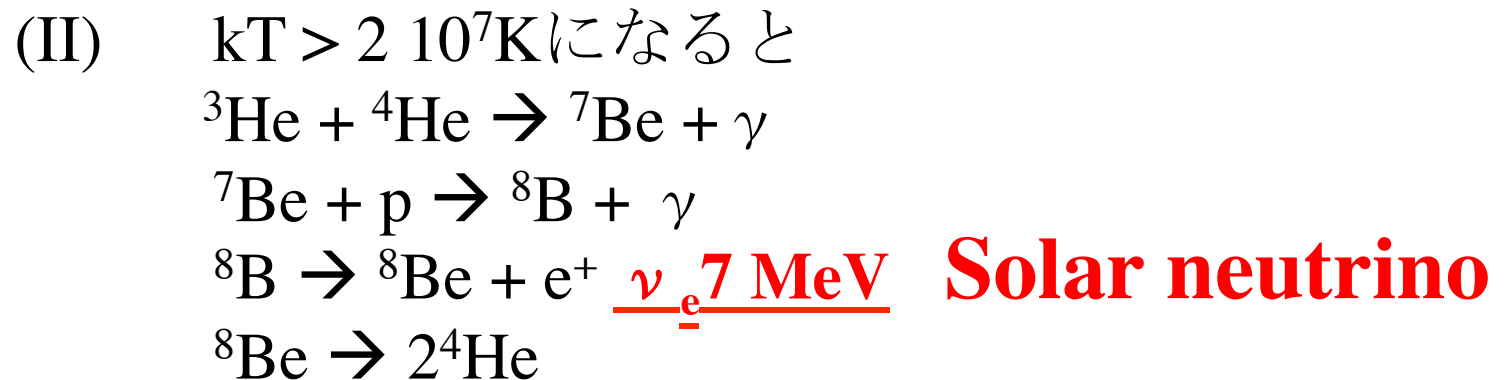 (II) kT > 2 10⁷Kになると
³He + ⁴He → ⁷Be + γ
⁷Be + p → ⁸B + γ
⁸B → ⁸Be + e⁺ νₑ7 MeV Solar neutrino
⁸Be → 2⁴He